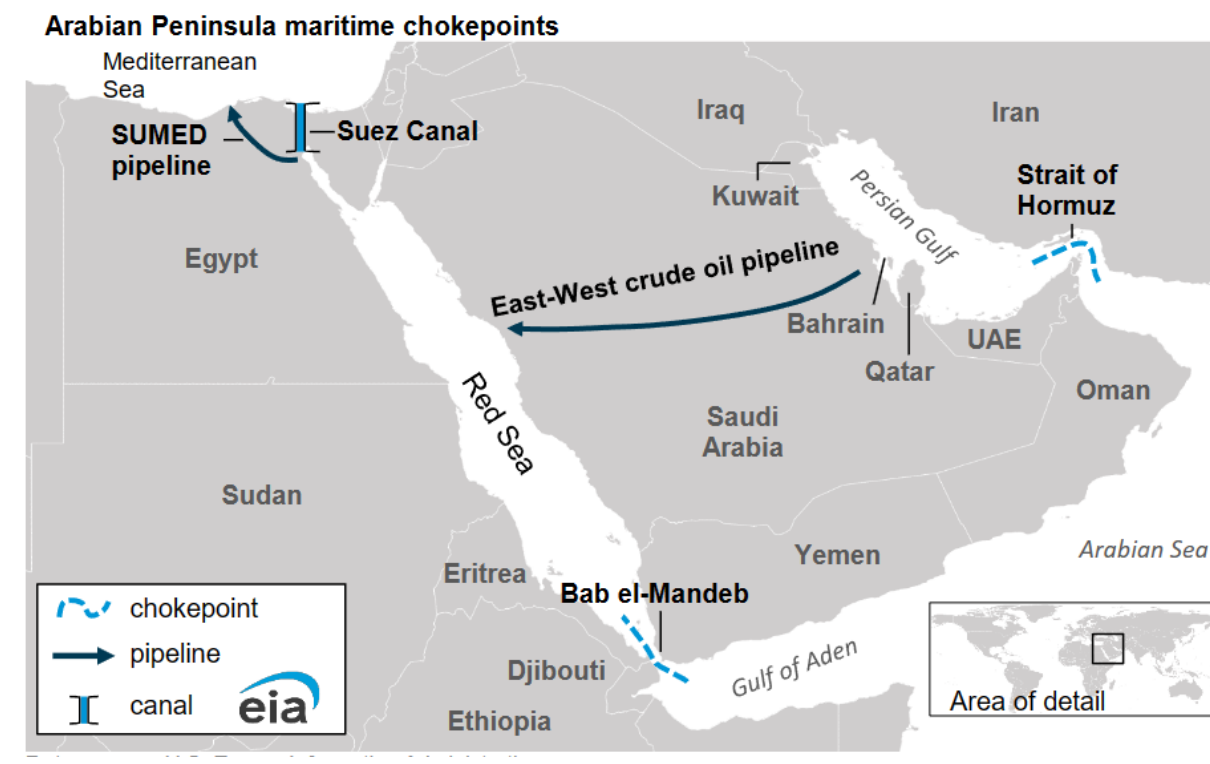 Arabian Peninsula maritime chokepoints
Mediterranean
Sea
SUMED
pipeline
Suez Canal
Iraq
Iran
Kuwait
Persian Gulf
Strait of
Hormuz
Egypt
East-West crude oil pipeline
Bahrain
UAE
Qatar
Oman
Red Sea
Saudi
Arabia
Sudan
Yemen
Arabian Sea
Eritrea
Bab el-Mandeb
Djibouti
Gulf of Aden
Ethiopia
chokepoint
pipeline
canal
eia
Area of detail